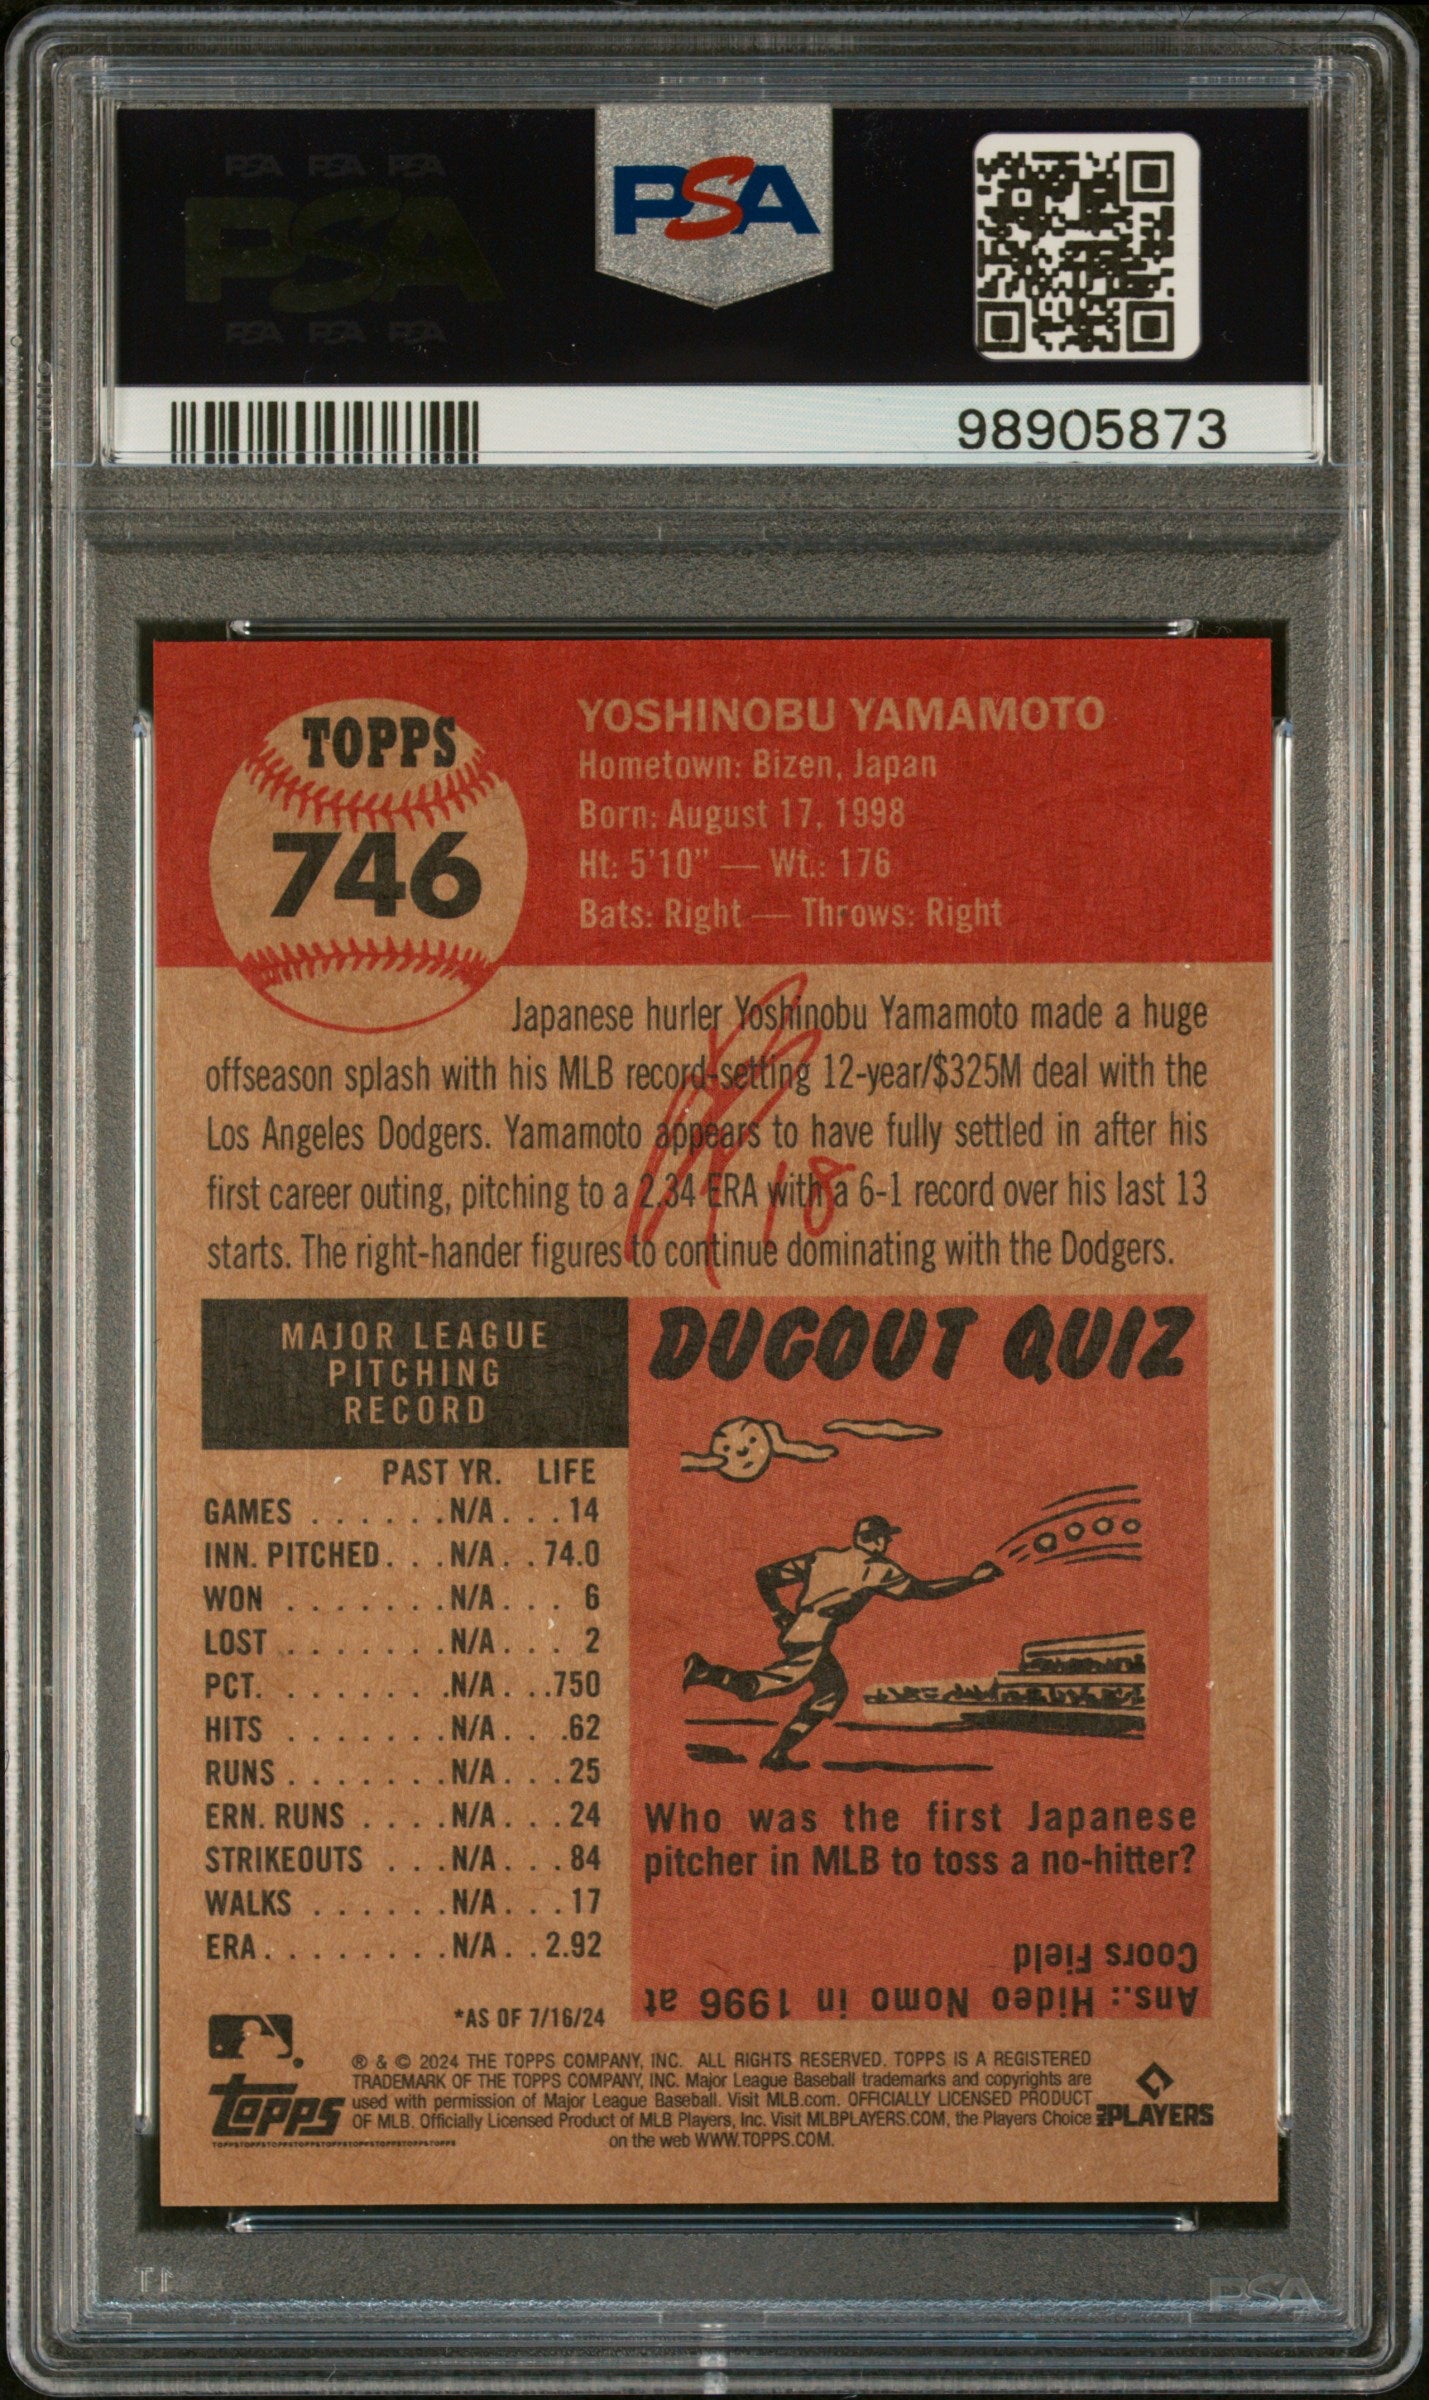 PSA PSA PSA
PSA
PSA PSA PSA
PSA
98905873
TOPPS
746
YOSHINOBU YAMAMOTO
Hometown: Bizen, Japan
Born: August 17, 1998
Ht: 5'10" — Wt.: 176
Bats: Right — Throws: Right
Japanese hurler Yoshinobu Yamamoto made a huge
offseason splash with his MLB record-setting 12-year/$325M deal with the
Los Angeles Dodgers. Yamamoto appears to have fully settled in after his
first career outing, pitching to a 2.34 ERA with a 6-1 record over his last 13
starts. The right-hander figures to continue dominating with the Dodgers.
18
MAJOR LEAGUE
PITCHING
RECORD
PAST YR. LIFE
GAMES . . . . . . N/A . . . 14
INN. PITCHED . . . N/A . . 74.0
WON . . . . . . . N/A . . . 6
LOST . . . . . . . N/A . . . 2
PCT. . . . . . . . N/A . . .750
HITS . . . . . . . N/A . . . 62
RUNS . . . . . . . N/A . . . 25
ERN. RUNS . . . . N/A . . . 24
STRIKEOUTS . . . N/A . . . 84
WALKS . . . . . . N/A . . . 17
ERA . . . . . . . . N/A . . 2.92
*AS OF 7/16/24
DUGOUT QUIZ
Who was the first Japanese
pitcher in MLB to toss a no-hitter?
Ans.: Hideo Nomo in 1996 at
Coors Field
® & © 2024 THE TOPPS COMPANY, INC. ALL RIGHTS RESERVED. TOPPS IS A REGISTERED
TRADEMARK OF THE TOPPS COMPANY, INC. Major League Baseball trademarks and copyrights are
used with permission of Major League Baseball. Visit MLB.com. OFFICIALLY LICENSED PRODUCT
OF MLB. Officially Licensed Product of MLB Players, Inc. Visit MLBPLAYERS.COM, the Players Choice
on the web WWW.TOPPS.COM.
topps
MLB PLAYERS
PSA